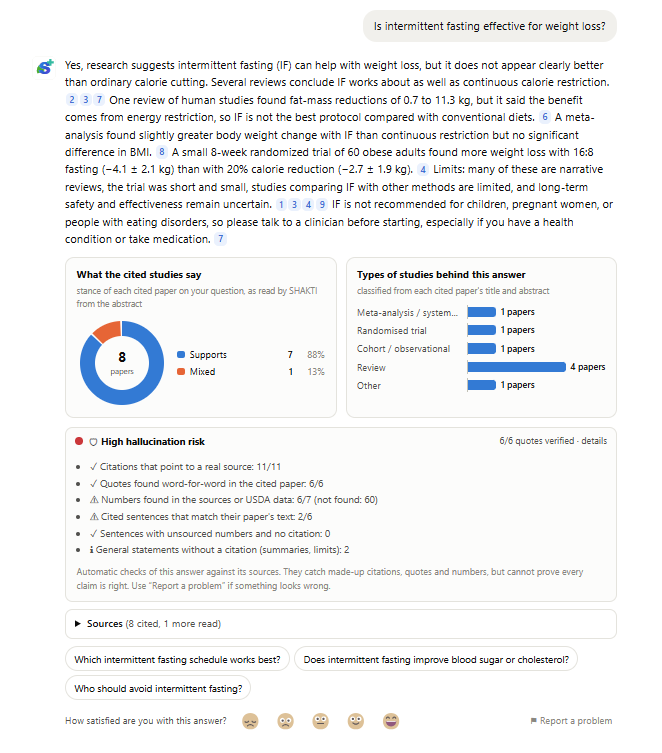 Is intermittent fasting effective for weight loss?
Yes, research suggests intermittent fasting (IF) can help with weight loss, but it does not appear clearly better
than ordinary calorie cutting. Several reviews conclude IF works about as well as continuous calorie restriction.
2 3 7 One review of human studies found fat-mass reductions of 0.7 to 11.3 kg, but it said the benefit
comes from energy restriction, so IF is not the best protocol compared with conventional diets. 6 A meta-
analysis found slightly greater body weight change with IF than continuous restriction but no significant
difference in BMI. 8 A small 8-week randomized trial of 60 obese adults found more weight loss with 16:8
fasting (−4.1 ± 2.1 kg) than with 20% calorie reduction (−2.7 ± 1.9 kg). 4 Limits: many of these are narrative
reviews, the trial was short and small, studies comparing IF with other methods are limited, and long-term
safety and effectiveness remain uncertain. 1 3 4 9 IF is not recommended for children, pregnant women, or
people with eating disorders, so please talk to a clinician before starting, especially if you have a health
condition or take medication. 7
What the cited studies say
stance of each cited paper on your question, as read by SHAKTI
from the abstract
8
papers
Supports 7 88%
Mixed 1 13%
Types of studies behind this answer
classified from each cited paper's title and abstract
Meta-analysis / system... 1 papers
Randomised trial 1 papers
Cohort / observational 1 papers
Review 4 papers
Other 1 papers
High hallucination risk 6/6 quotes verified · details
• ✓ Citations that point to a real source: 11/11
• ✓ Quotes found word-for-word in the cited paper: 6/6
• ⚠ Numbers found in the sources or USDA data: 6/7 (not found: 60)
• ⚠ Cited sentences that match their paper's text: 2/6
• ✓ Sentences with unsourced numbers and no citation: 0
• ℹ General statements without a citation (summaries, limits): 2
Automatic checks of this answer against its sources. They catch made-up citations, quotes and numbers, but cannot prove every
claim is right. Use "Report a problem" if something looks wrong.
▶ Sources (8 cited, 1 more read)
Which intermittent fasting schedule works best?
Does intermittent fasting improve blood sugar or cholesterol?
Who should avoid intermittent fasting?
How satisfied are you with this answer?
Report a problem